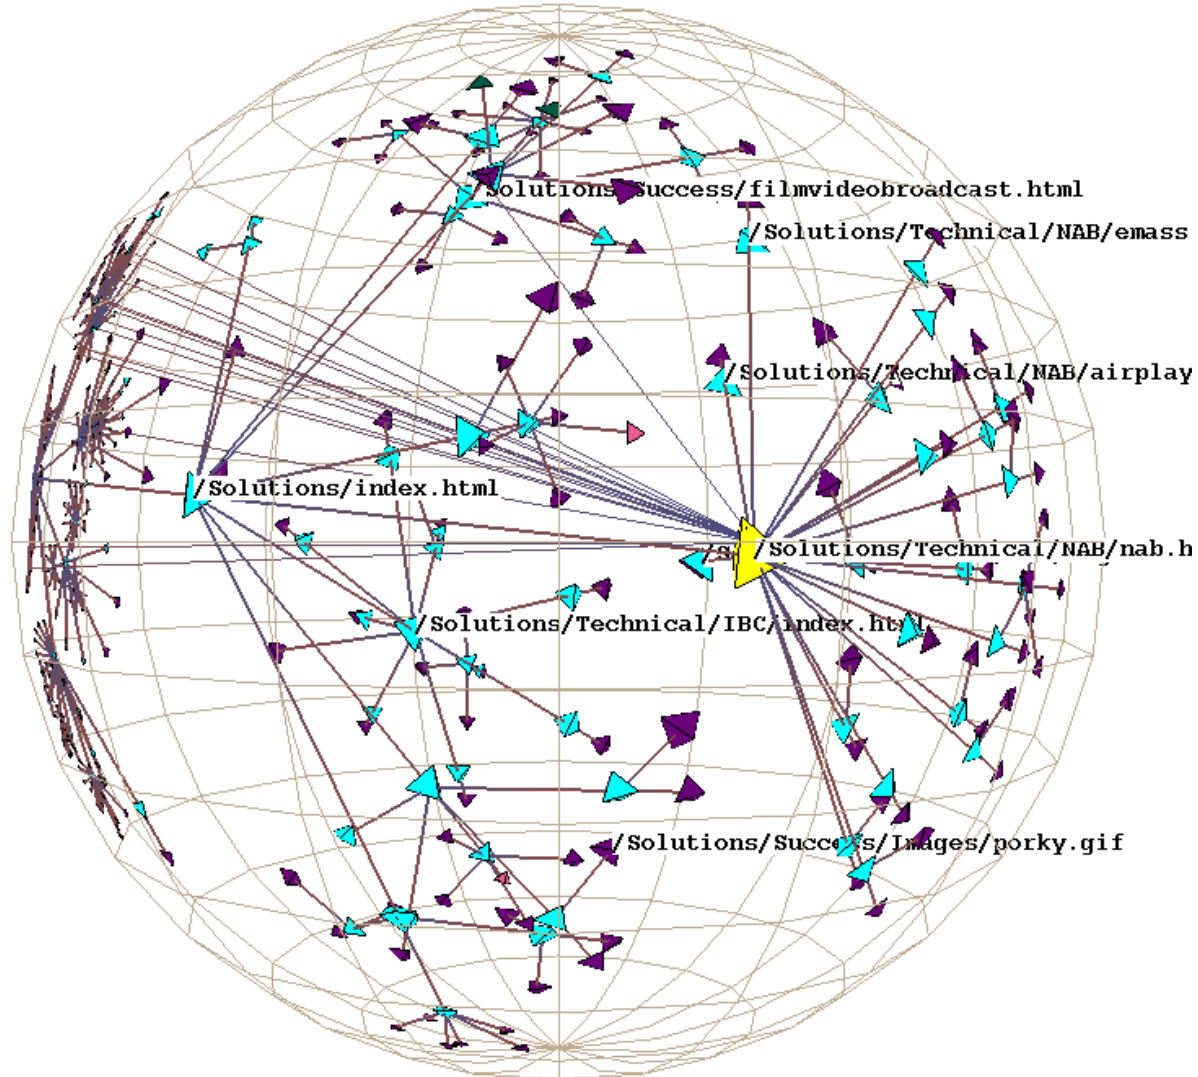 /Solutions/Success/filmvideobroadcast.html
/Solutions/Technical/NAB/emass
/Solutions/Technical/NAB/airplay
/Solutions/index.html
/S
/Solutions/Technical/NAB/nab.h
/Solutions/Technical/IBC/index.html
/Solutions/Success/Images/porky.gif